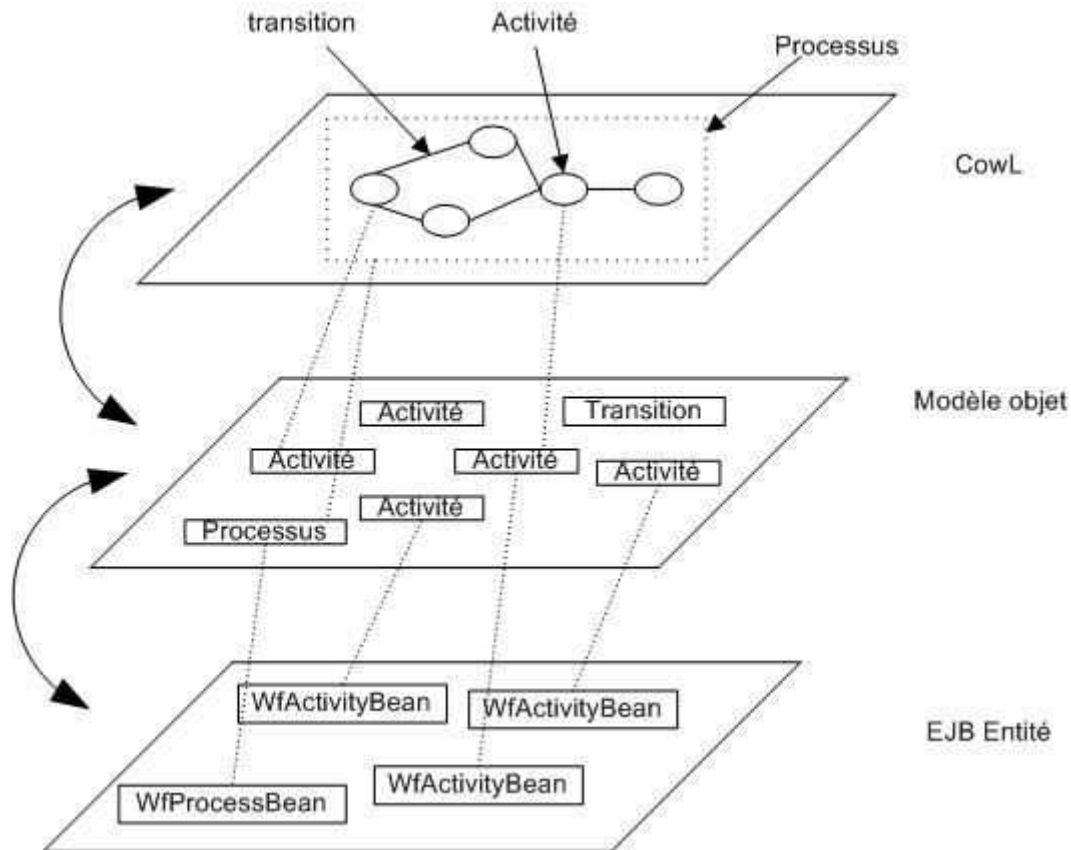 transition
Activité
Processus
CowL
Modèle objet
Activité
Transition
Activité
Activité
Activité
Activité
Processus
WfActivityBean
WfActivityBean
EJB Entité
WfActivityBean
WfProcessBean